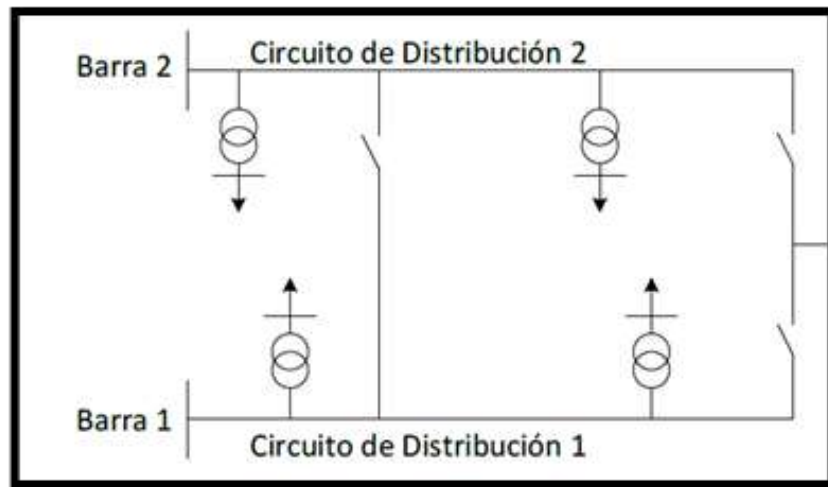 Circuito de Distribución 2
Barra 2
Barra 1
Circuito de Distribución 1